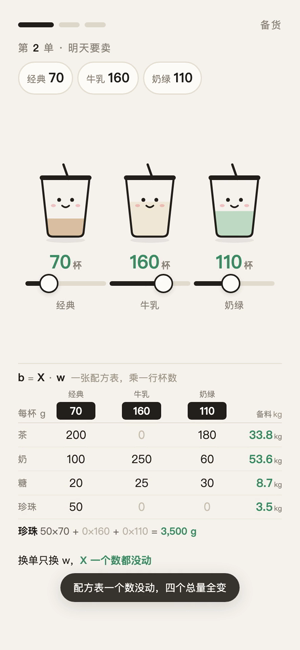 备货
第 2 单 · 明天要卖
经典 70 牛乳 160 奶绿 110
70杯 160杯 110杯
经典 牛乳 奶绿
b = X · w 一张配方表，乘一行杯数
经典 牛乳 奶绿
每杯 g 70 160 110 备料 kg
茶 200 0 180 33.8 kg
奶 100 250 60 53.6 kg
糖 20 25 30 8.7 kg
珍珠 50 0 0 3.5 kg
珍珠 50×70 + 0×160 + 0×110 = 3,500 g
换单只换 w，X 一个数都没动
配方表一个数没动，四个总量全变